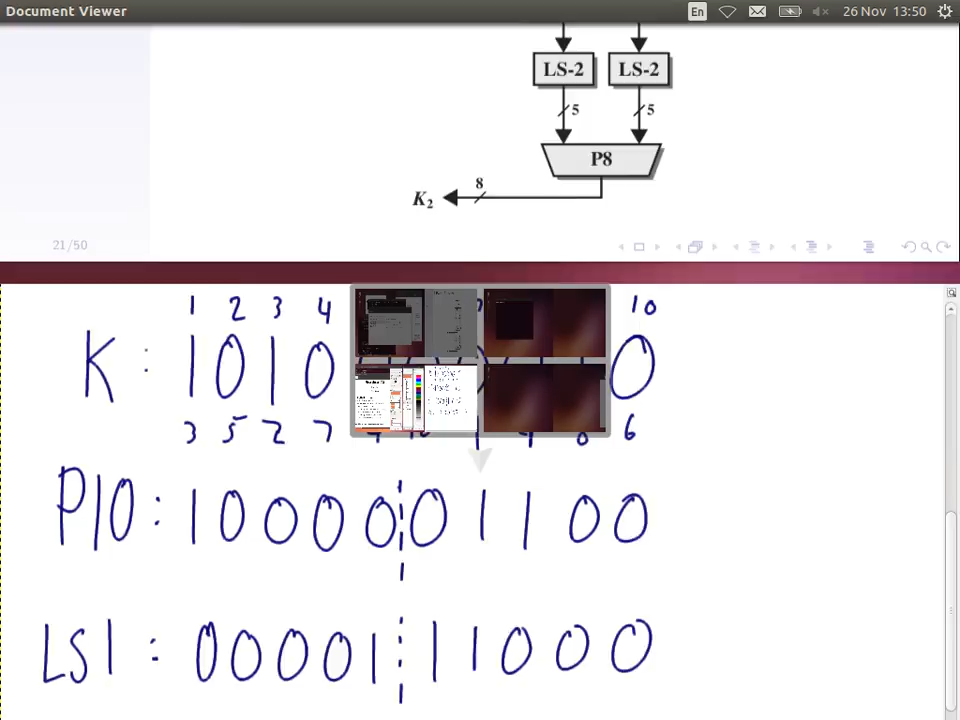 Document Viewer En 26 Nov 13:50
LS-2 LS-2
5 5
P8
8
K2
21/50
1 2 3 4 10
K: 1 0 1 0 0
3 5 2 7 6
P10: 1 0 0 0 0 0 1 1 0 0
LS1: 0 0 0 0 1 1 1 0 0 0